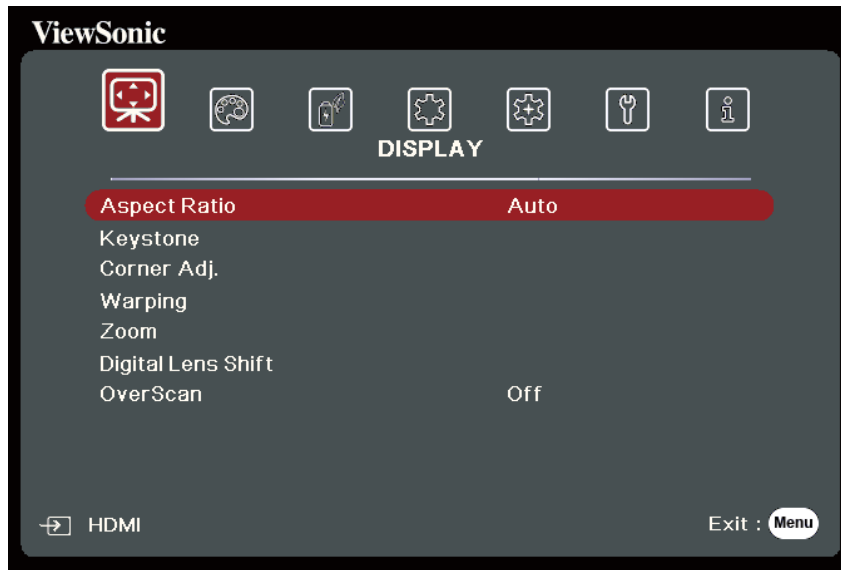 ViewSonic
DISPLAY
Aspect Ratio Auto
Keystone
Corner Adj.
Warping
Zoom
Digital Lens Shift
OverScan Off
HDMI Exit : Menu